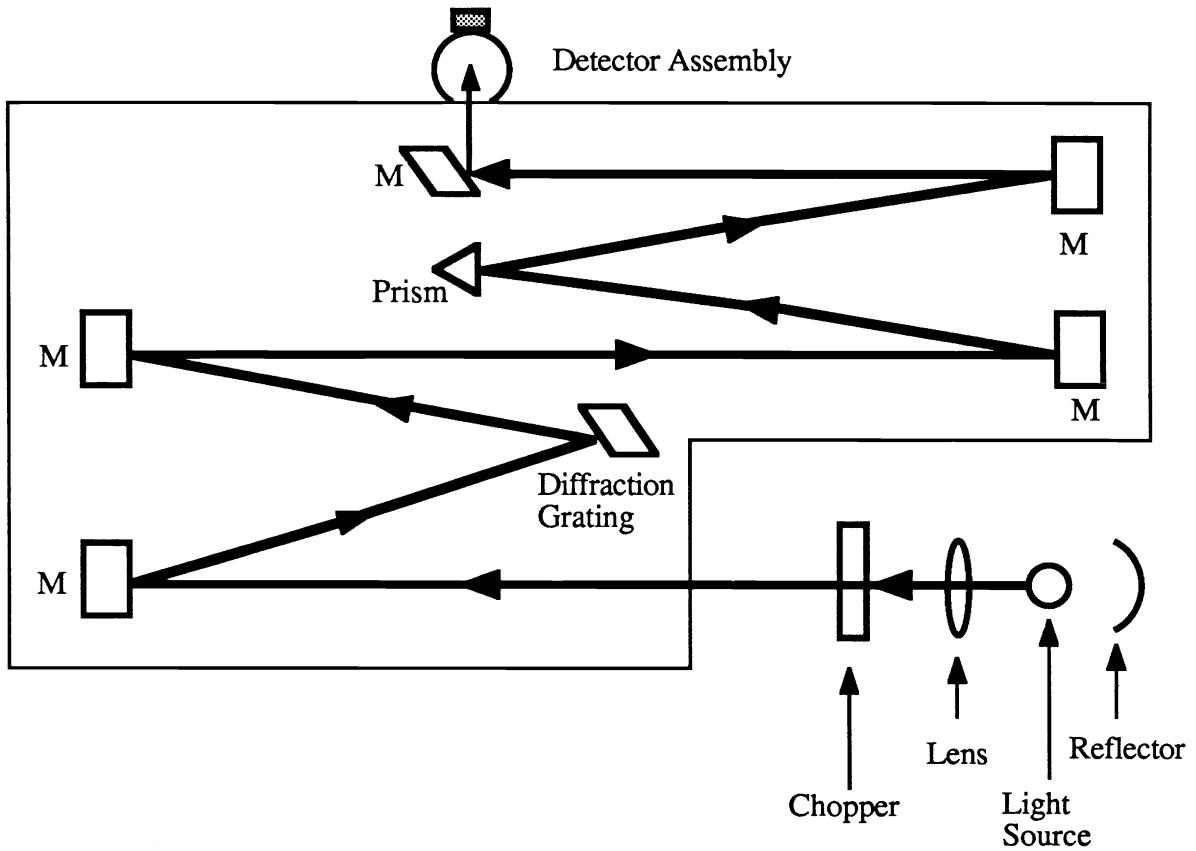 Detector Assembly
M
M
Prism
M
M
Diffraction
Grating
M
Lens
Reflector
Chopper
Light
Source